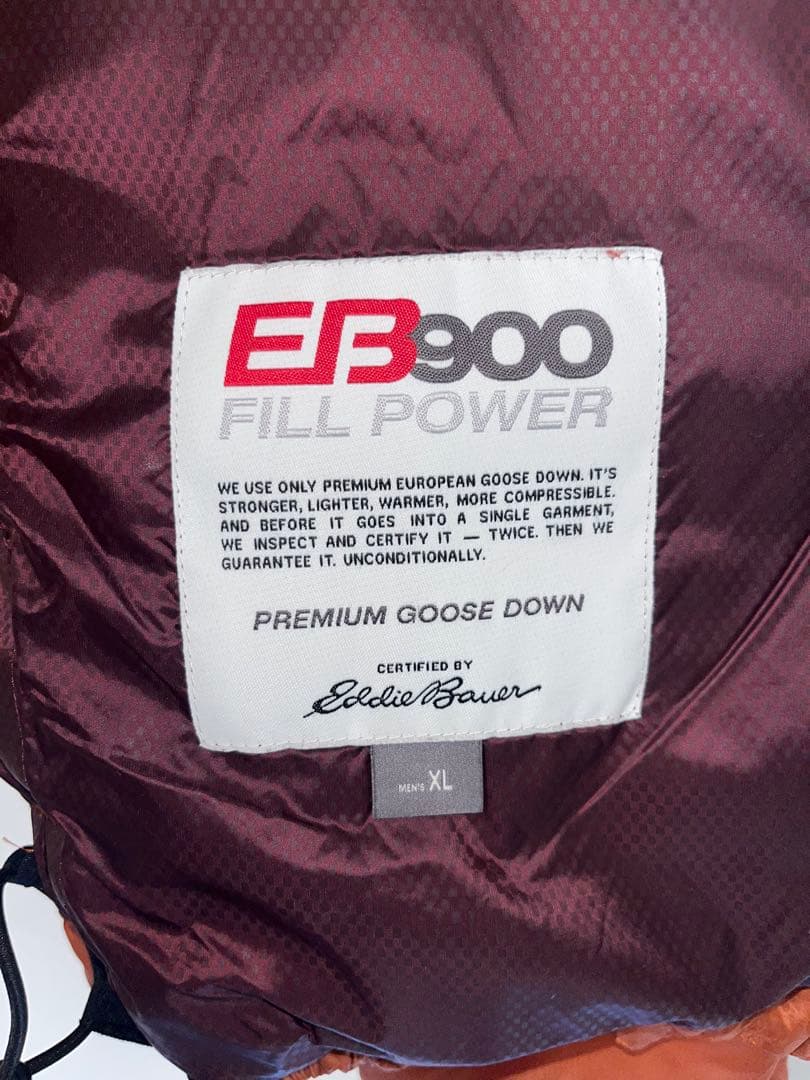 EB900
FILL POWER
WE USE ONLY PREMIUM EUROPEAN GOOSE DOWN. IT'S
STRONGER, LIGHTER, WARMER, MORE COMPRESSIBLE.
AND BEFORE IT GOES INTO A SINGLE GARMENT,
WE INSPECT AND CERTIFY IT — TWICE. THEN WE
GUARANTEE IT. UNCONDITIONALLY.
PREMIUM GOOSE DOWN
CERTIFIED BY
Eddie Bauer
MEN'S XL